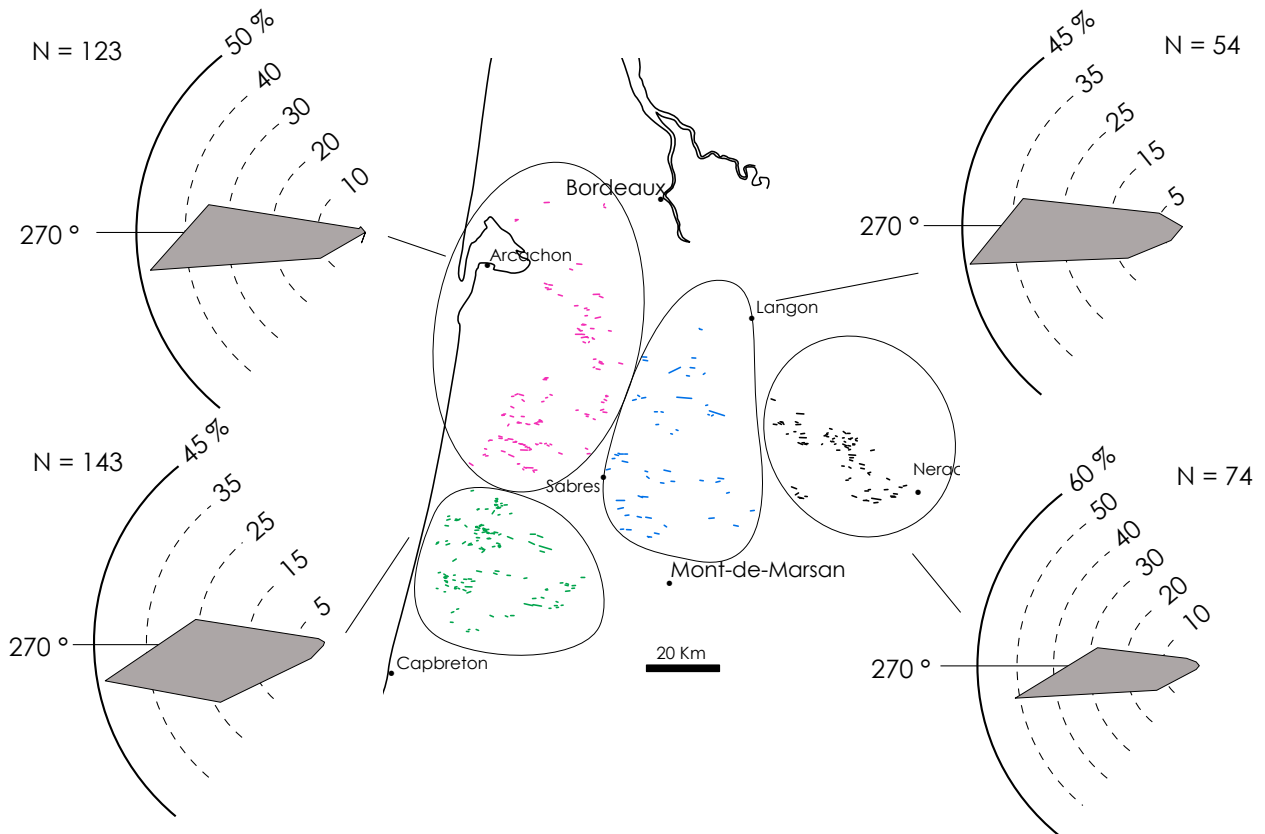 N = 123
50 %
40
30
20
10
270 °
N = 54
45 %
35
25
15
5
270 °
Bordeaux
Arcachon
Langon
Sabres
Nerac
Mont-de-Marsan
Capbreton
20 Km
N = 143
45 %
35
25
15
5
270 °
N = 74
60 %
50
40
30
20
10
270 °